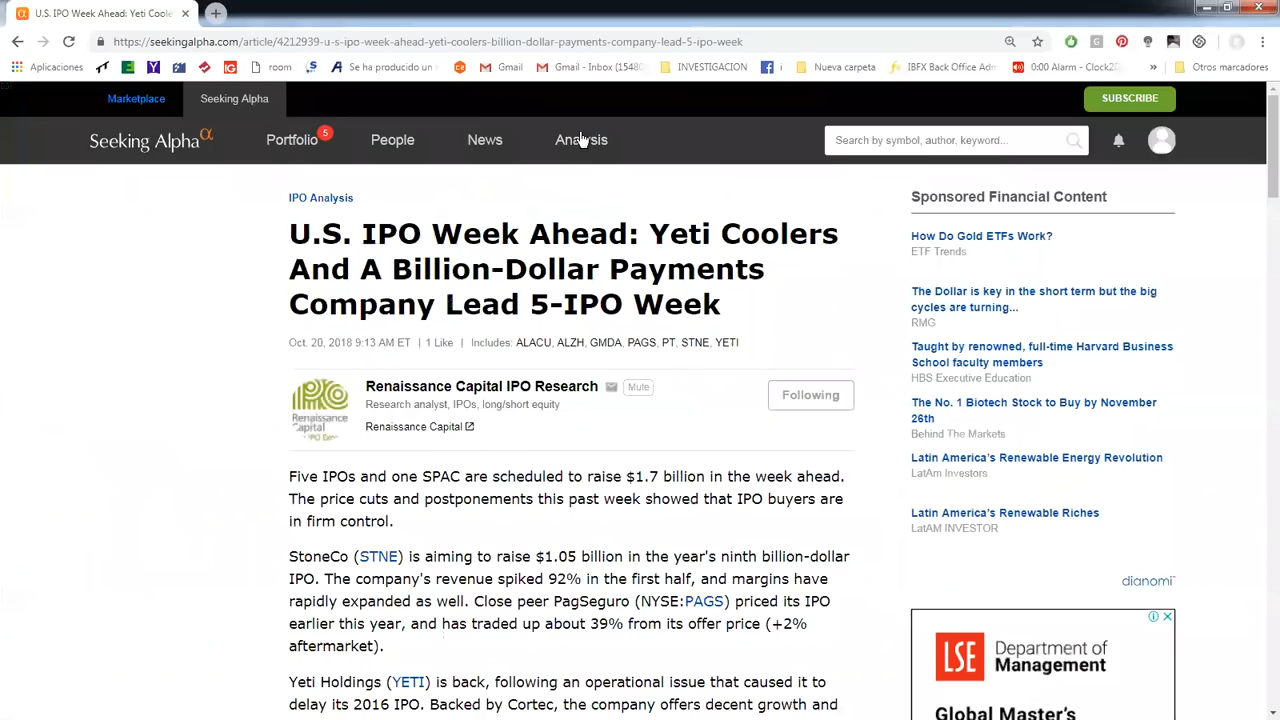 U.S. IPO Week Ahead: Yeti Coole
https://seekingalpha.com/article/4212939-u-s-ipo-week-ahead-yeti-coolers-billion-dollar-payments-company-lead-5-ipo-week
Aplicaciones
room
Se ha producido un
Gmail
Gmail - Inbox (1548
INVESTIGACION
Nueva carpeta
IBFX Back Office Adm
0:00 Alarm - Clock
»
Otros marcadores
Marketplace
Seeking Alpha
SUBSCRIBE
Seeking Alpha α
Portfolio 5
People
News
Analysis
Search by symbol, author, keyword...
IPO Analysis
U.S. IPO Week Ahead: Yeti Coolers
And A Billion-Dollar Payments
Company Lead 5-IPO Week
Oct. 20, 2018 9:13 AM ET | 1 Like | Includes: ALACU, ALZH, GMDA, PAGS, PT, STNE, YETI
IPO
Renaissance
Capital
Renaissance Capital IPO Research
Mute
Research analyst, IPOs, long/short equity
Renaissance Capital
Following
Five IPOs and one SPAC are scheduled to raise $1.7 billion in the week ahead.
The price cuts and postponements this past week showed that IPO buyers are
in firm control.
StoneCo (STNE) is aiming to raise $1.05 billion in the year's ninth billion-dollar
IPO. The company's revenue spiked 92% in the first half, and margins have
rapidly expanded as well. Close peer PagSeguro (NYSE:PAGS) priced its IPO
earlier this year, and has traded up about 39% from its offer price (+2%
aftermarket).
Yeti Holdings (YETI) is back, following an operational issue that caused it to
delay its 2016 IPO. Backed by Cortec, the company offers decent growth and
Sponsored Financial Content
How Do Gold ETFs Work?
ETF Trends
The Dollar is key in the short term but the big
cycles are turning...
RMG
Taught by renowned, full-time Harvard Business
School faculty members
HBS Executive Education
The No. 1 Biotech Stock to Buy by November
26th
Behind The Markets
Latin America's Renewable Energy Revolution
LatAm Investors
Latin America's Renewable Riches
LatAM INVESTOR
dianomi
LSE
Department of
Management
Global Master's